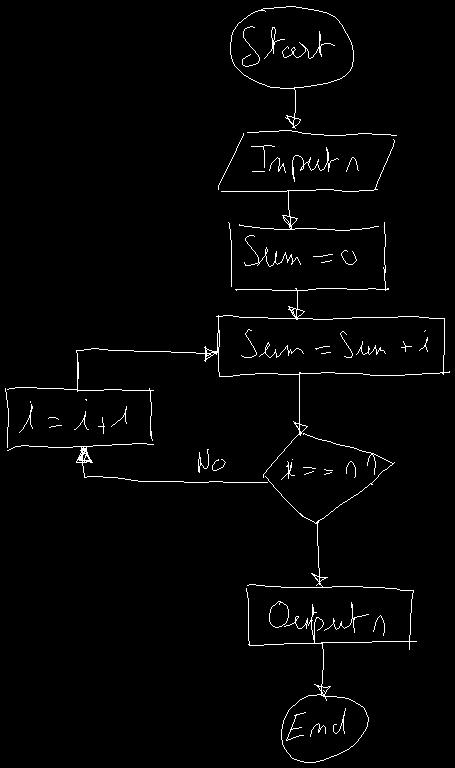 Start
Input n
Sum = 0
Sum = Sum + i
i = i + 1
No
i == n ?
Output n
End